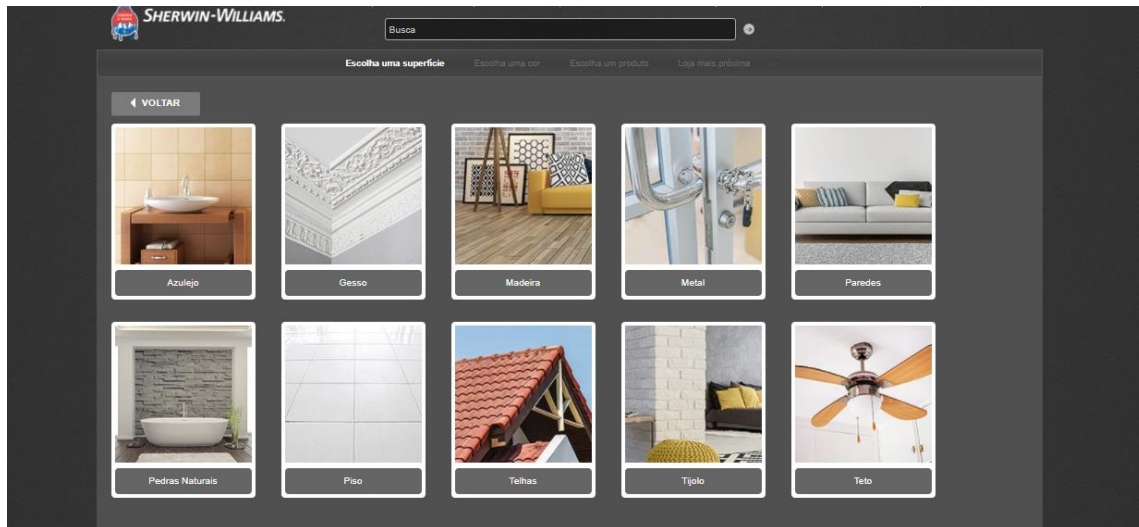 SHERWIN-WILLIAMS.
Busca
Escolha uma superfície Escolha uma cor Escolha um produto Loja mais próxima
VOLTAR
Azulejo Gesso Madeira Metal Paredes
Pedras Naturais Piso Telhas Tijolo Teto